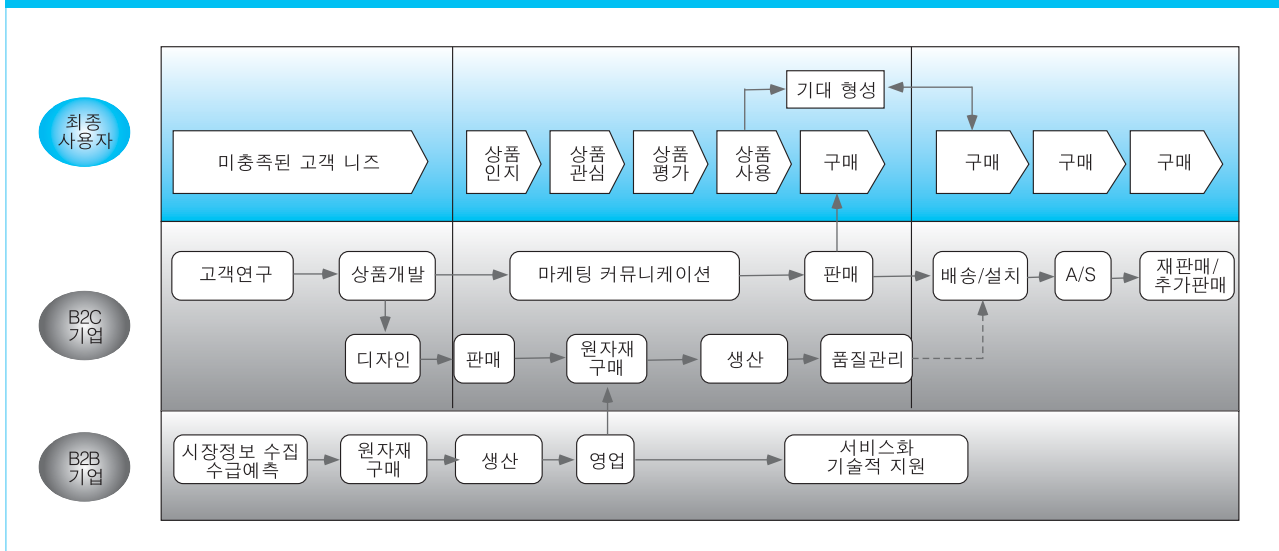 기대 형성
최종
사용자
미충족된 고객 니즈
상품
인지
상품
관심
상품
평가
상품
사용
구매
구매
구매
구매
B2C
기업
고객연구
상품개발
마케팅 커뮤니케이션
판매
배송/설치
A/S
재판매/
추가판매
디자인
판매
원자재
구매
생산
품질관리
B2B
기업
시장정보 수집
수급예측
원자재
구매
생산
영업
서비스화
기술적 지원